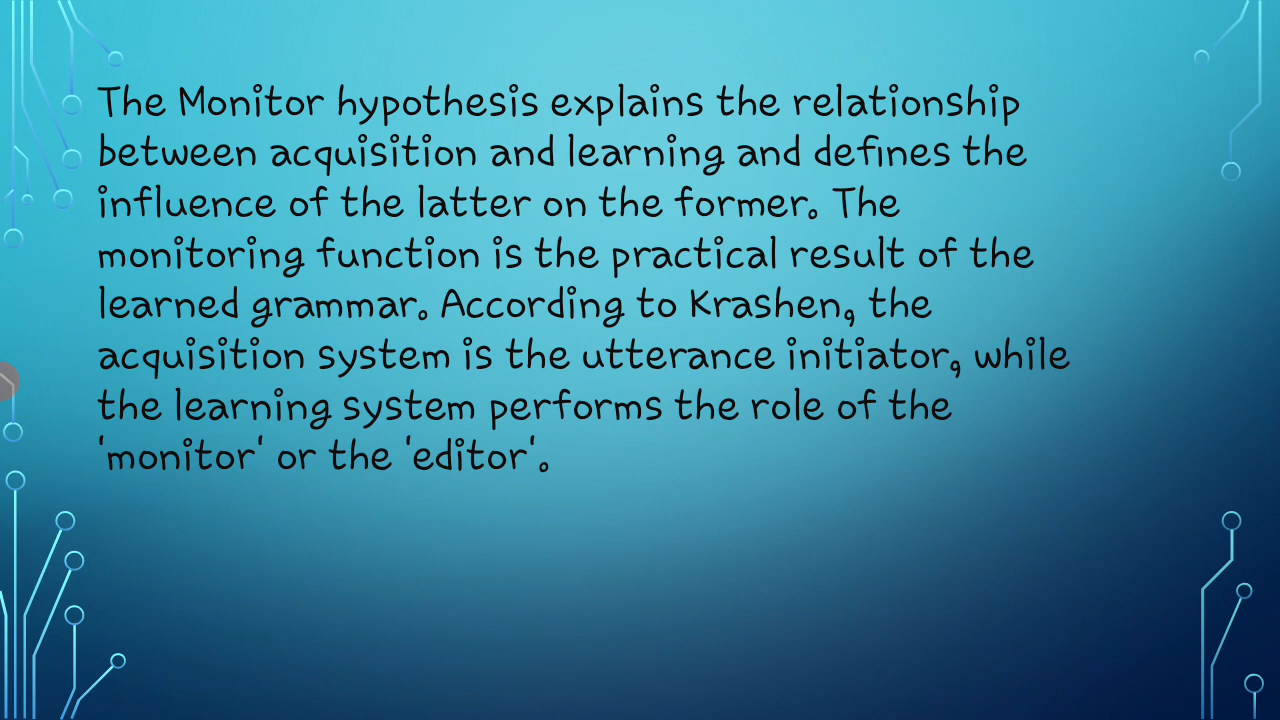 The Monitor hypothesis explains the relationship
between acquisition and learning and defines the
influence of the latter on the former. The
monitoring function is the practical result of the
learned grammar. According to Krashen, the
acquisition system is the utterance initiator, while
the learning system performs the role of the
'monitor' or the 'editor'.